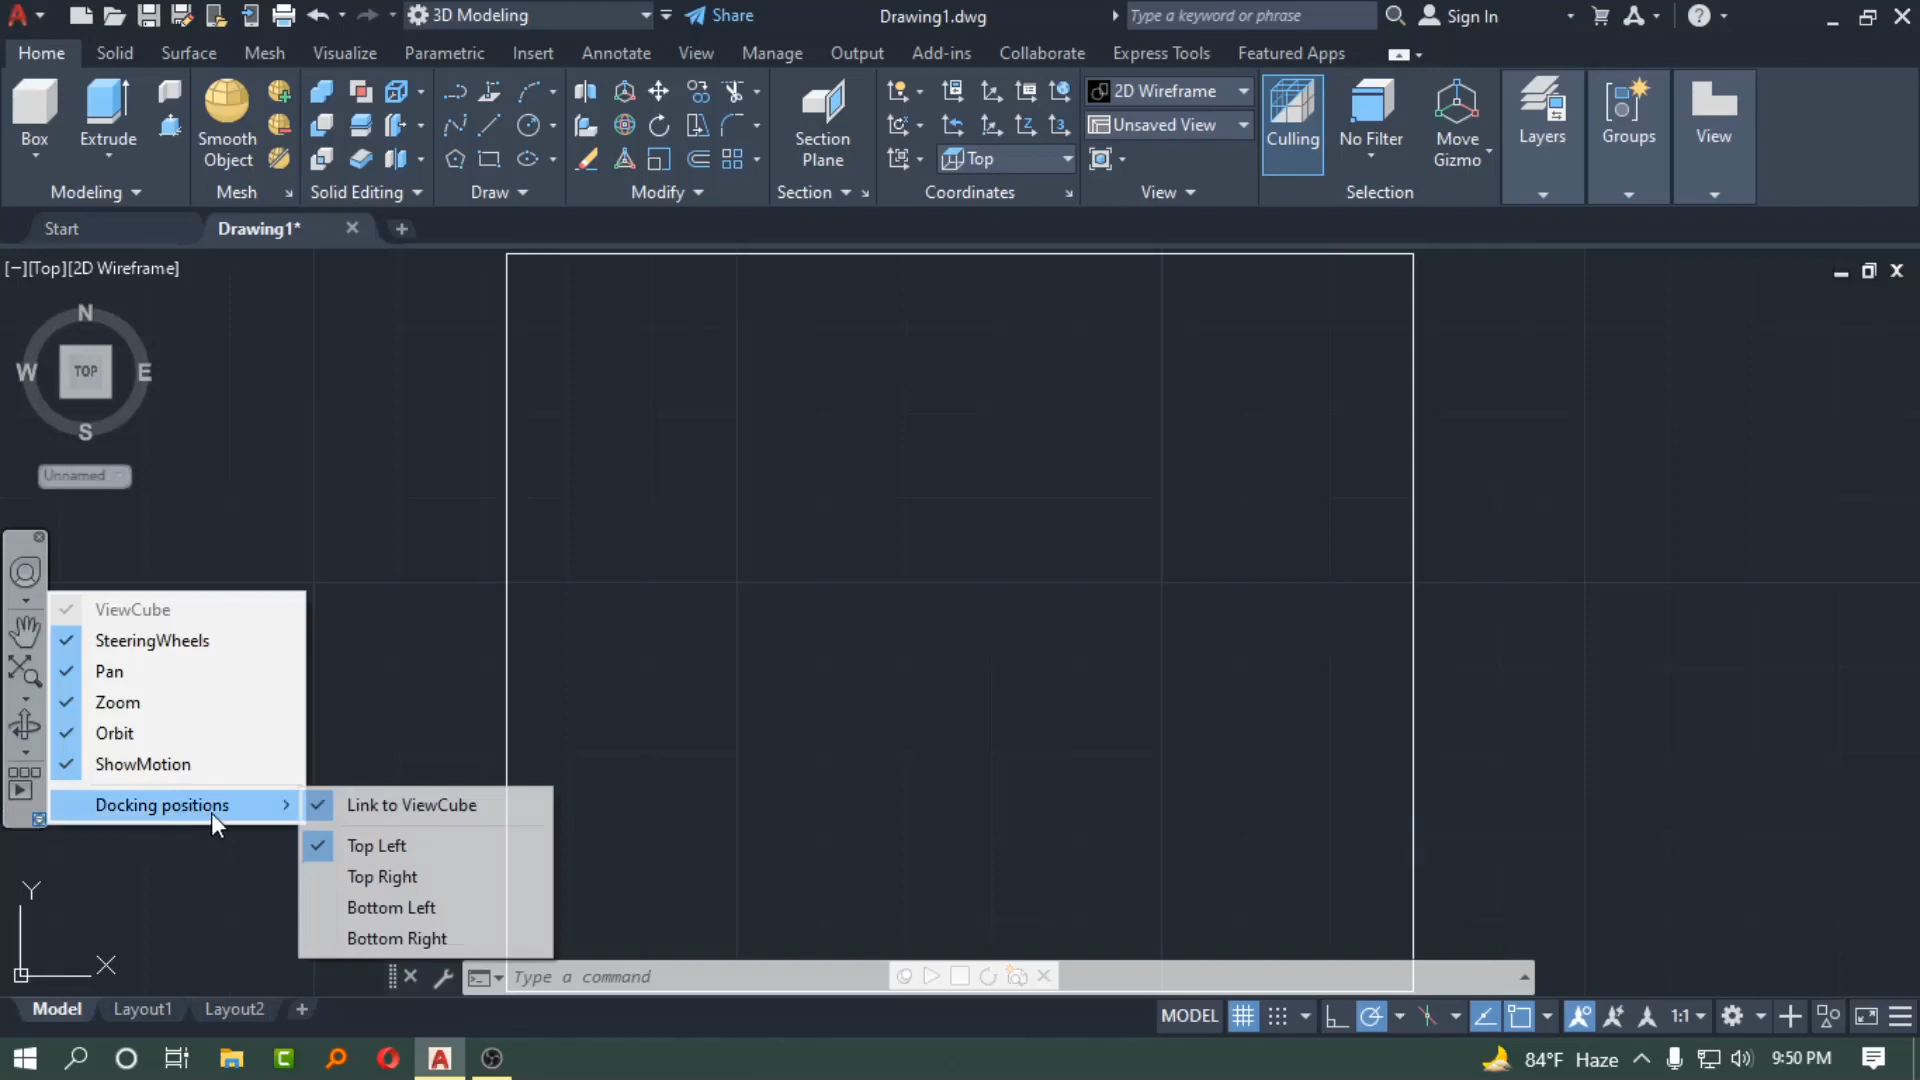 3D Modeling Share Drawing1.dwg Type a keyword or phrase Sign In
Home Solid Surface Mesh Visualize Parametric Insert Annotate View Manage Output Add-ins Collaborate Express Tools Featured Apps
Box Extrude Smooth Object Section Plane 2D Wireframe Culling No Filter Move Gizmo Layers Groups View
Unsaved View
Top
Modeling Mesh Solid Editing Draw Modify Section Coordinates View Selection
Start Drawing1*
[−][Top][2D Wireframe]
N
W TOP E
S
Unnamed
ViewCube
SteeringWheels
Pan
Zoom
Orbit
ShowMotion
Docking positions Link to ViewCube
Top Left
Top Right
Bottom Left
Bottom Right
Y
X
Type a command
Model Layout1 Layout2 MODEL 1:1
84°F Haze 9:50 PM